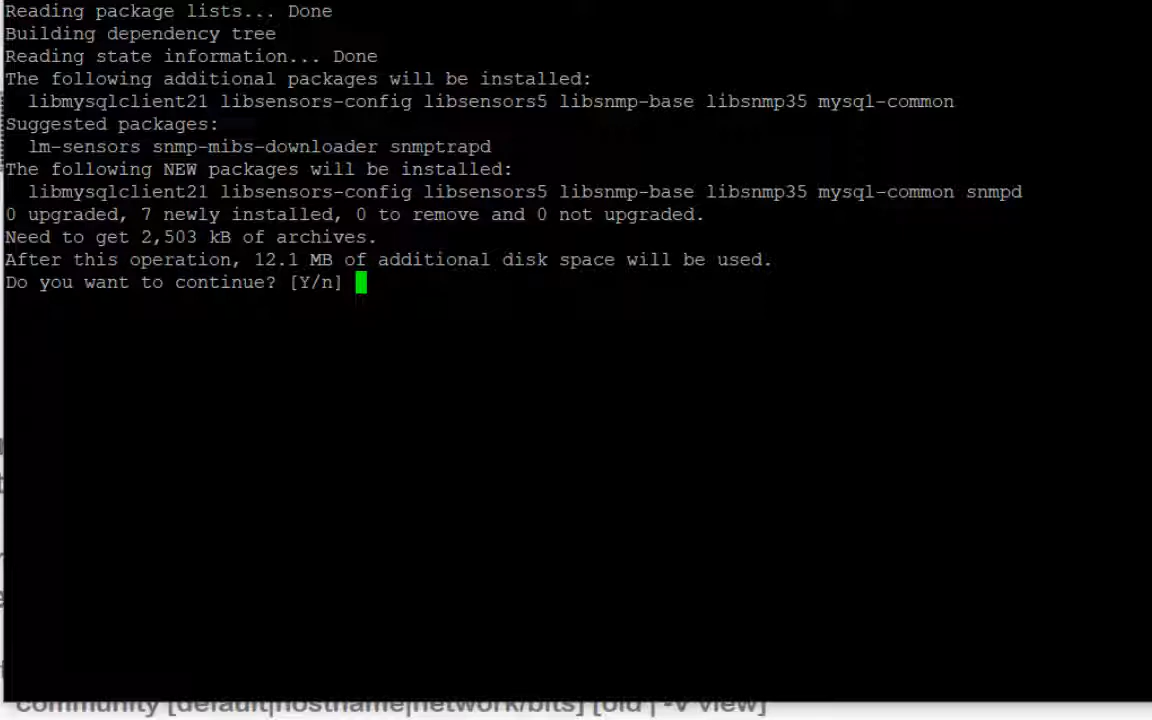 Reading package lists... Done
Building dependency tree
Reading state information... Done
The following additional packages will be installed:
  libmysqlclient21 libsensors-config libsensors5 libsnmp-base libsnmp35 mysql-common
Suggested packages:
  lm-sensors snmp-mibs-downloader snmptrapd
The following NEW packages will be installed:
  libmysqlclient21 libsensors-config libsensors5 libsnmp-base libsnmp35 mysql-common snmpd
0 upgraded, 7 newly installed, 0 to remove and 0 not upgraded.
Need to get 2,503 kB of archives.
After this operation, 12.1 MB of additional disk space will be used.
Do you want to continue? [Y/n]
community [default|hostname|network/bits] [oid | -V view]